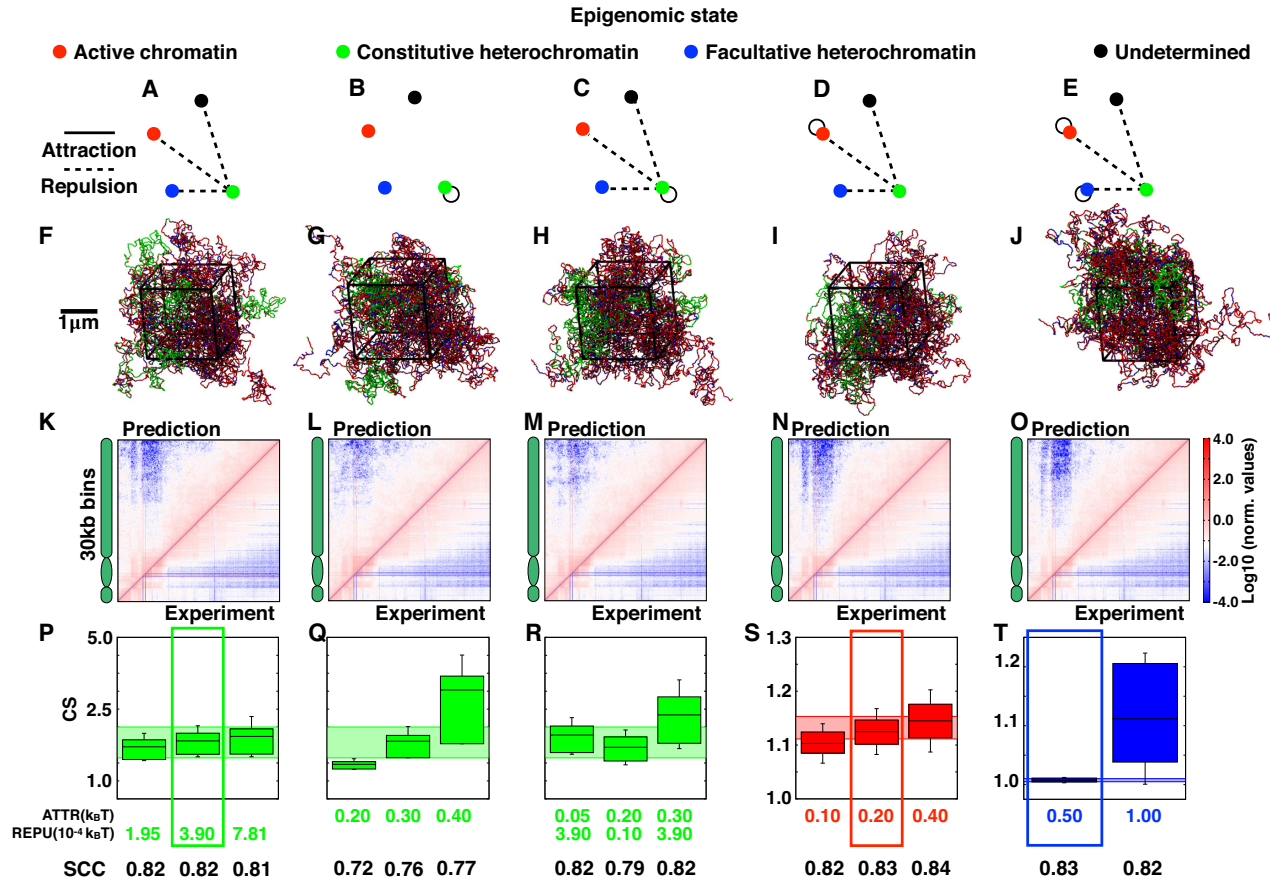 Epigenomic state
Active chromatin
Constitutive heterochromatin
Facultative heterochromatin
Undetermined
A
B
C
D
E
Attraction
Repulsion
F
G
H
I
J
1μm
K
Prediction
L
Prediction
M
Prediction
N
Prediction
O
Prediction
30kb bins
4.0
2.0
0.0
-2.0
-4.0
Log10 (norm. values)
Experiment
Experiment
Experiment
Experiment
Experiment
P
Q
R
S
T
5.0
2.5
1.0
CS
1.3
1.2
1.1
1.0
1.2
1.1
1.0
ATTR(kBT) 0.20 0.30 0.40 0.05 0.20 0.30 0.10 0.20 0.40 0.50 1.00
REPU(10⁻⁴ kBT) 1.95 3.90 7.81 3.90 0.10 3.90
SCC 0.82 0.82 0.81 0.72 0.76 0.77 0.82 0.79 0.82 0.82 0.83 0.84 0.83 0.82